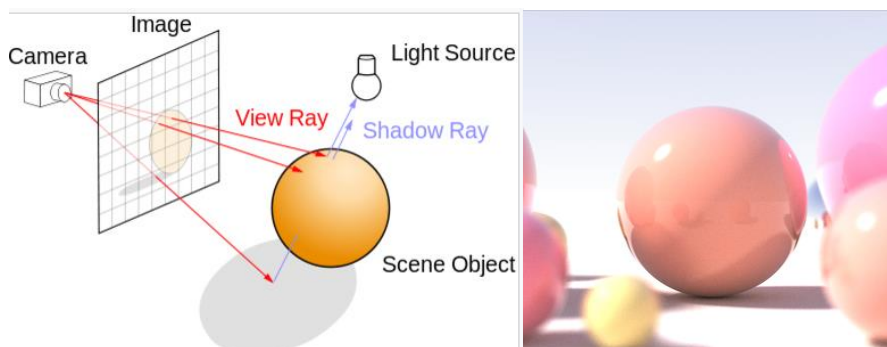 Image
Camera
Light Source
View Ray
Shadow Ray
Scene Object